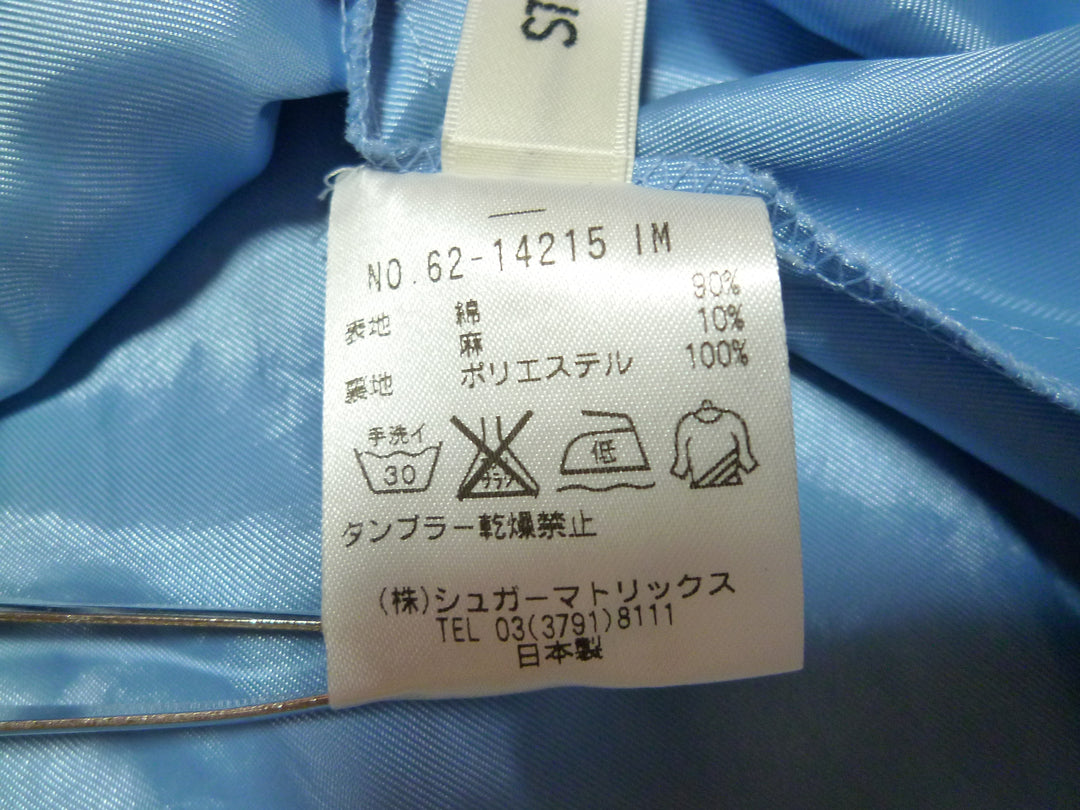 ST
NO.62-14215 IM
表地 綿 90%
麻 10%
裏地 ポリエステル 100%
手洗イ
30
低
タンブラー乾燥禁止
(株)シュガーマトリックス
TEL 03(3791)8111
日本製